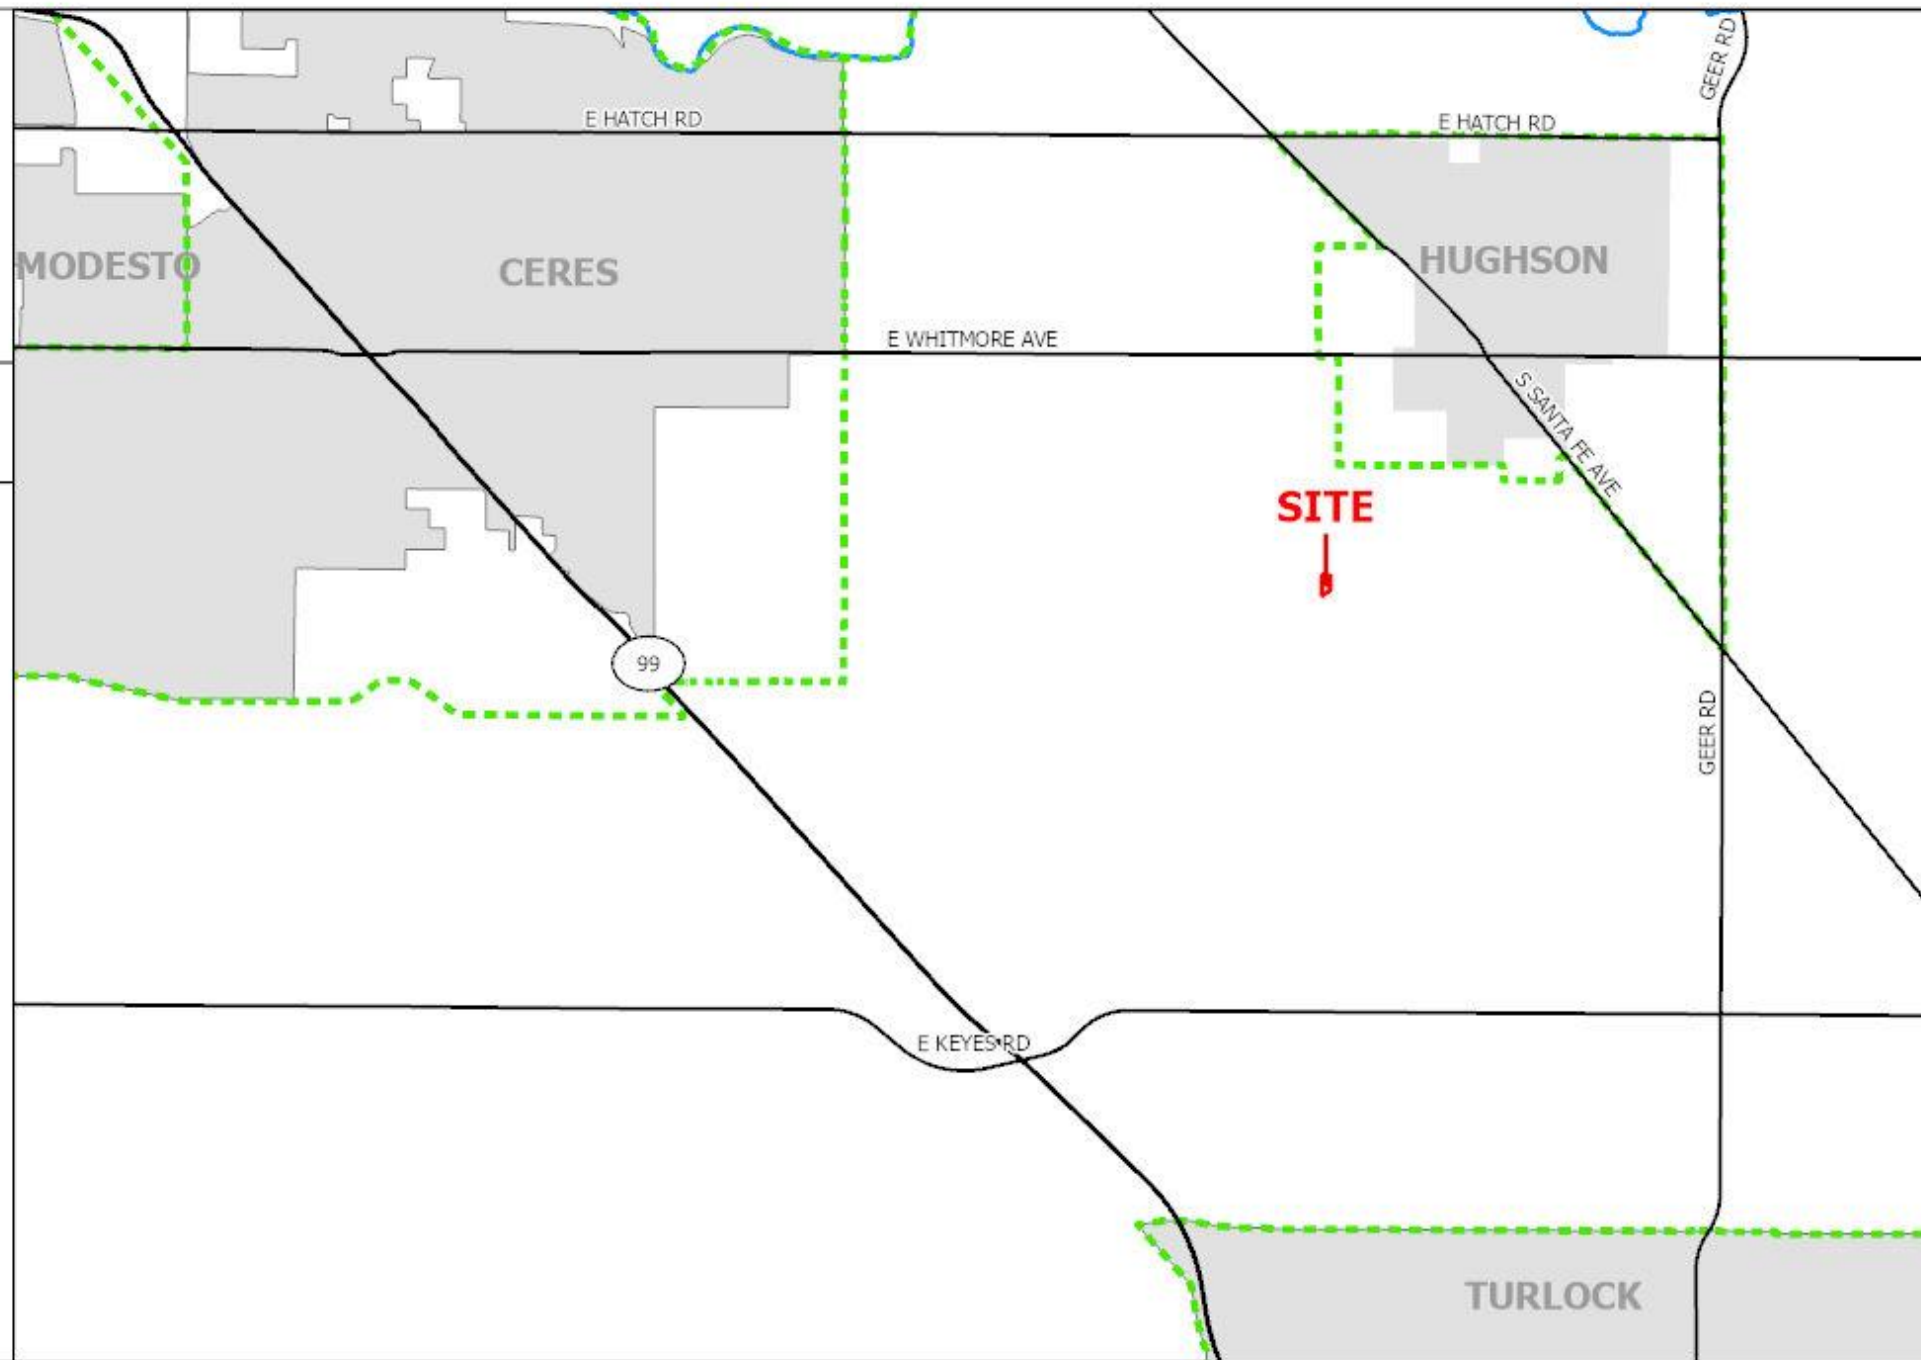 GEER RD
E HATCH RD
E HATCH RD
MODESTO
CERES
HUGHSON
E WHITMORE AVE
S SANTA FE AVE
SITE
99
GEER RD
E KEYES RD
TURLOCK